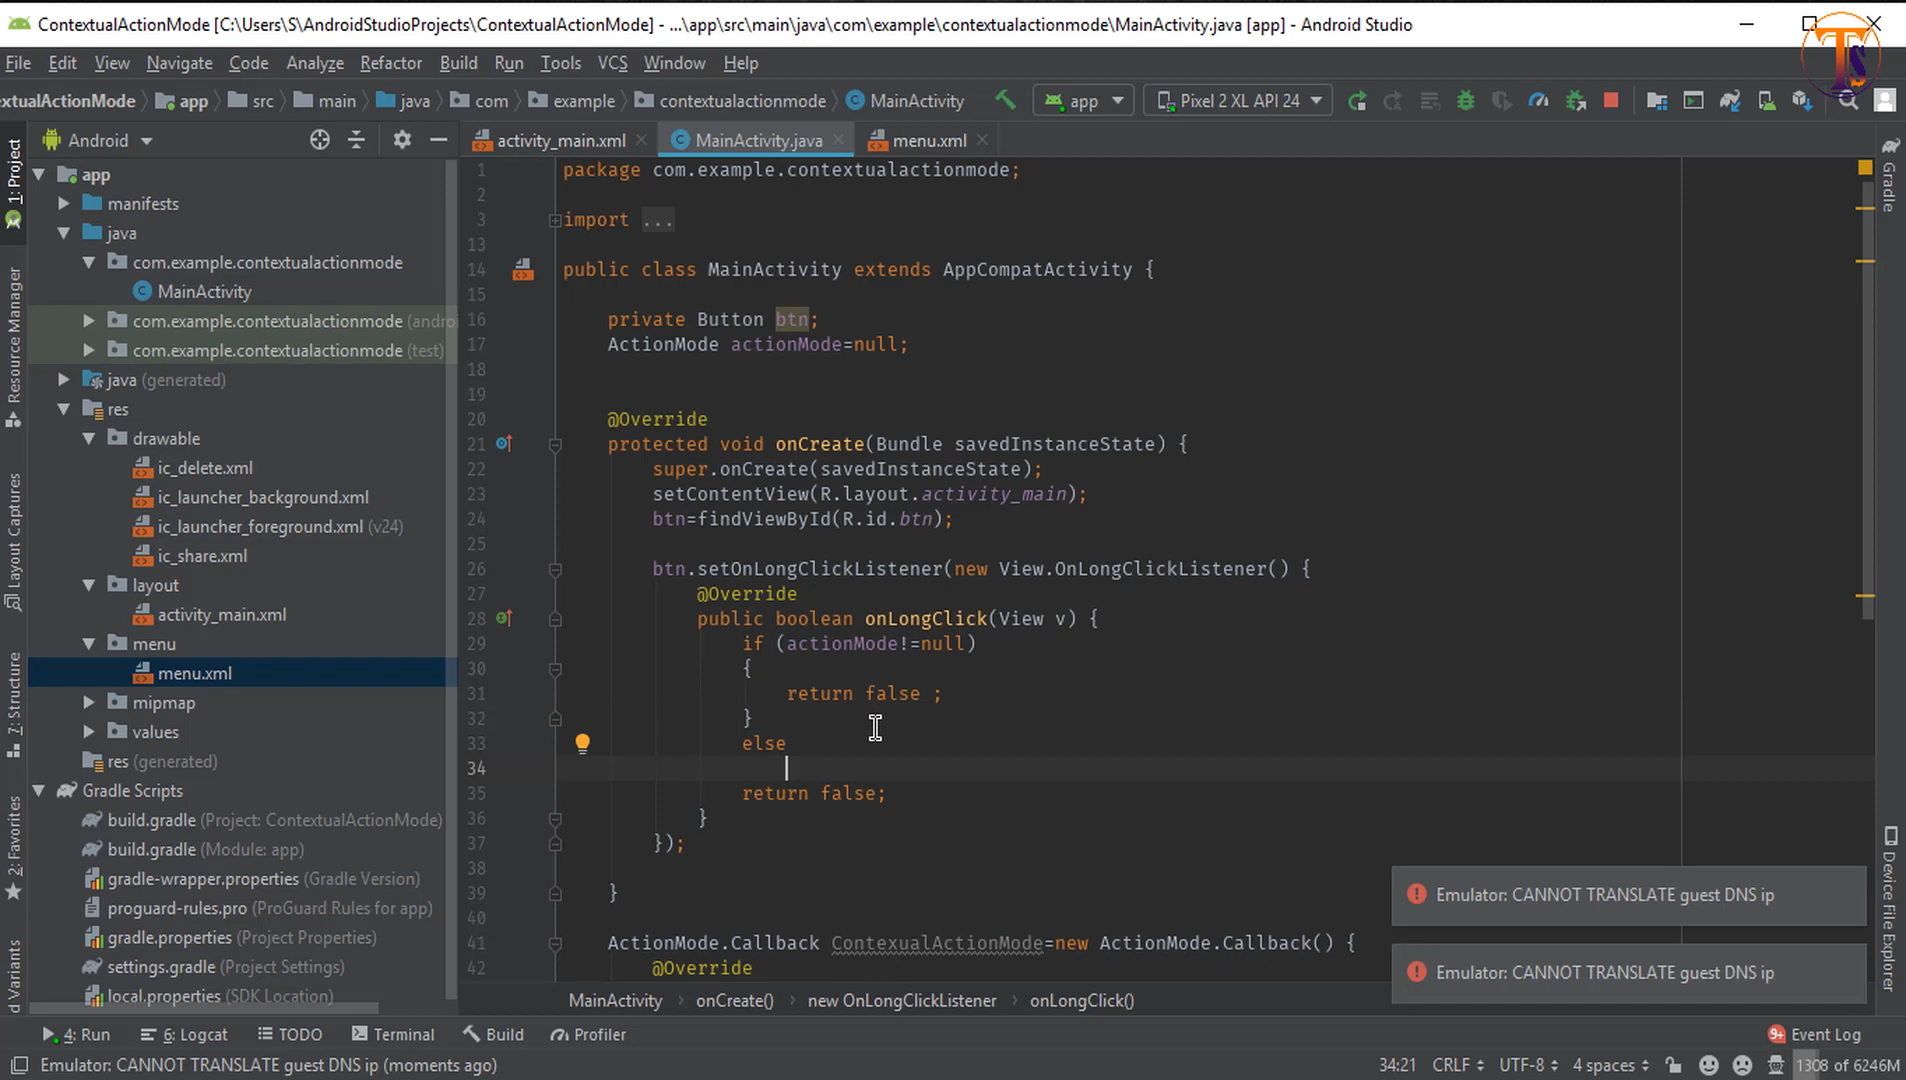 ContextualActionMode [C:\Users\S\AndroidStudioProjects\ContextualActionMode] - ...\app\src\main\java\com\example\contextualactionmode\MainActivity.java [app] - Android Studio
TS
File Edit View Navigate Code Analyze Refactor Build Run Tools VCS Window Help
extualActionMode app src main java com example contextualactionmode MainActivity app Pixel 2 XL API 24
Android activity_main.xml MainActivity.java menu.xml
1: Project
Resource Manager
Layout Captures
7: Structure
2: Favorites
d Variants
app
manifests
java
com.example.contextualactionmode
MainActivity
com.example.contextualactionmode (andro
com.example.contextualactionmode (test)
java (generated)
res
drawable
ic_delete.xml
ic_launcher_background.xml
ic_launcher_foreground.xml (v24)
ic_share.xml
layout
activity_main.xml
menu
menu.xml
mipmap
values
res (generated)
Gradle Scripts
build.gradle (Project: ContextualActionMode)
build.gradle (Module: app)
gradle-wrapper.properties (Gradle Version)
proguard-rules.pro (ProGuard Rules for app)
gradle.properties (Project Properties)
settings.gradle (Project Settings)
local.properties (SDK Location)
1 package com.example.contextualactionmode;
2
3 import ...
13
14 public class MainActivity extends AppCompatActivity {
15
16 private Button btn;
17 ActionMode actionMode=null;
18
19
20 @Override
21 protected void onCreate(Bundle savedInstanceState) {
22 super.onCreate(savedInstanceState);
23 setContentView(R.layout.activity_main);
24 btn=findViewById(R.id.btn);
25
26 btn.setOnLongClickListener(new View.OnLongClickListener() {
27 @Override
28 public boolean onLongClick(View v) {
29 if (actionMode!=null)
30 {
31 return false ;
32 }
33 else
34
35 return false;
36 }
37 });
38
39 }
40
41 ActionMode.Callback ContexualActionMode=new ActionMode.Callback() {
42 @Override
Gradle
Device File Explorer
Emulator: CANNOT TRANSLATE guest DNS ip
Emulator: CANNOT TRANSLATE guest DNS ip
MainActivity onCreate() new OnLongClickListener onLongClick()
4: Run 6: Logcat TODO Terminal Build Profiler 9+ Event Log
Emulator: CANNOT TRANSLATE guest DNS ip (moments ago) 34:21 CRLF UTF-8 4 spaces 1308 of 6246M